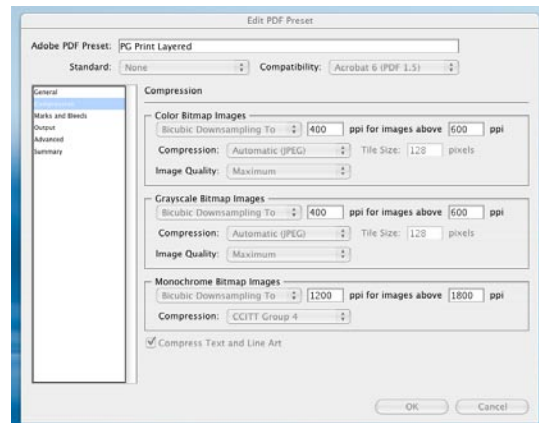 Edit PDF Preset
Adobe PDF Preset: PG Print Layered
Standard: None Compatibility: Acrobat 6 (PDF 1.5)
General
Compression
Marks and Bleeds
Output
Advanced
Summary
Compression
Color Bitmap Images
Bicubic Downsampling To 400 ppi for images above 600 ppi
Compression: Automatic (JPEG) Tile Size: 128 pixels
Image Quality: Maximum
Grayscale Bitmap Images
Bicubic Downsampling To 400 ppi for images above 600 ppi
Compression: Automatic (JPEG) Tile Size: 128 pixels
Image Quality: Maximum
Monochrome Bitmap Images
Bicubic Downsampling To 1200 ppi for images above 1800 ppi
Compression: CCITT Group 4
Compress Text and Line Art
OK Cancel